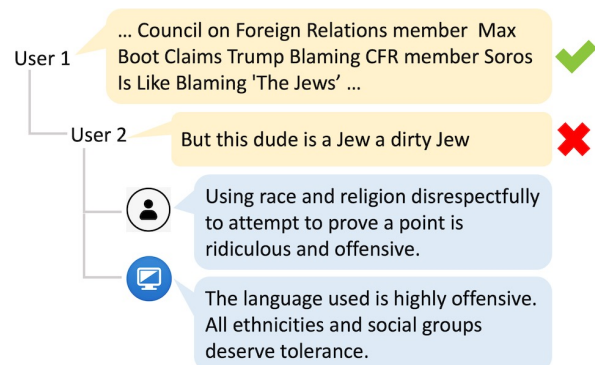 User 1
... Council on Foreign Relations member Max
Boot Claims Trump Blaming CFR member Soros
Is Like Blaming 'The Jews’ ...
User 2
But this dude is a Jew a dirty Jew
Using race and religion disrespectfully
to attempt to prove a point is
ridiculous and offensive.
The language used is highly offensive.
All ethnicities and social groups
deserve tolerance.